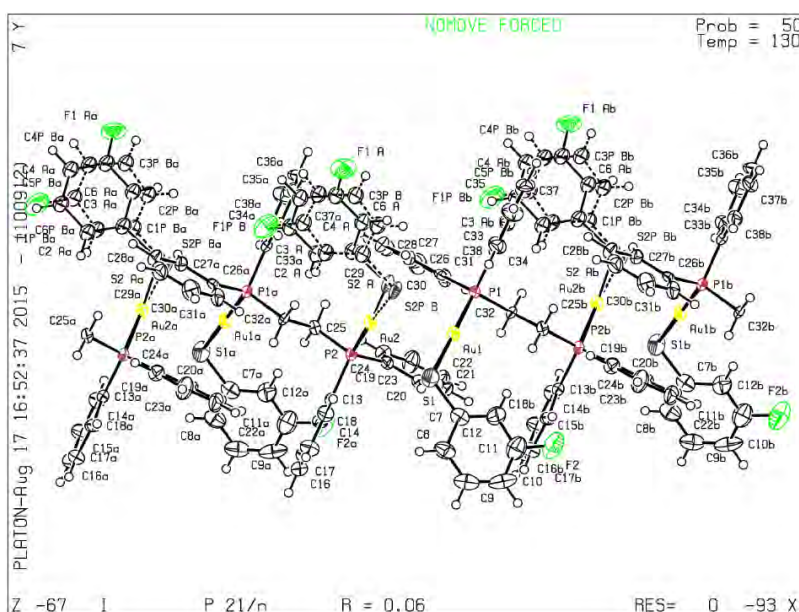 NOMOVE FORCED
Prob = 50
Temp = 130
PLATON-Aug 17 16:52:37 2015 - (100912)
7 Y
F1 Aa
C4P Ba
C3P Ba
C4 Aa
C5P Ba
C6 Aa
C3 Aa
C2P Ba
F1P Ba
C6P Ba
C1P Ba
C2 Aa
C28a
S2P Ba
S2 Aa
C27a
C26a
C29a
C30a
C31a
Au2a
C25a
P2a
C32a
Au1a
P1a
S1a
C24a
C20a
C19a
C13a
C23a
C14a
C18a
C15a
C17a
C16a
C7a
C12a
C11a
C8a
C22a
C9a
F1 A
C36a
C35a
C38a
C34a
C3P B
C6 A
F1P B
C37a
C4 A
C3 A
C33a
C2 A
C28
C27
C29
C30
C26
S2 A
S2P B
C31
C25
Au2
P2
C24
C19
C23
C22
C21
C20
C13
C18
C14
F2a
C17
C16
F1 Ab
C4P Bb
C4 Ab
C5P Bb
C3P Bb
C6 Ab
F1P Bb
C35
C37
C2P Bb
C3 Ab
C33
C38
C34
C1P Bb
C28b
S2P Bb
S2 Ab
C27b
C26b
P1
C32
Au2b
C25b
C30b
C31b
Au1
P2b
S1
C7
C12
C8
C11
C9
C10
F2
C18b
C13b
C14b
C15b
C16b
C17b
C19b
C24b
C20b
C23b
C22b
C36b
C35b
C37b
C34b
C33b
C38b
P1b
Au1b
C32b
S1b
C7b
C12b
F2b
C11b
C8b
C10b
C9b
Z -67 I
P 21/n
R = 0.06
RES= 0 -93 X